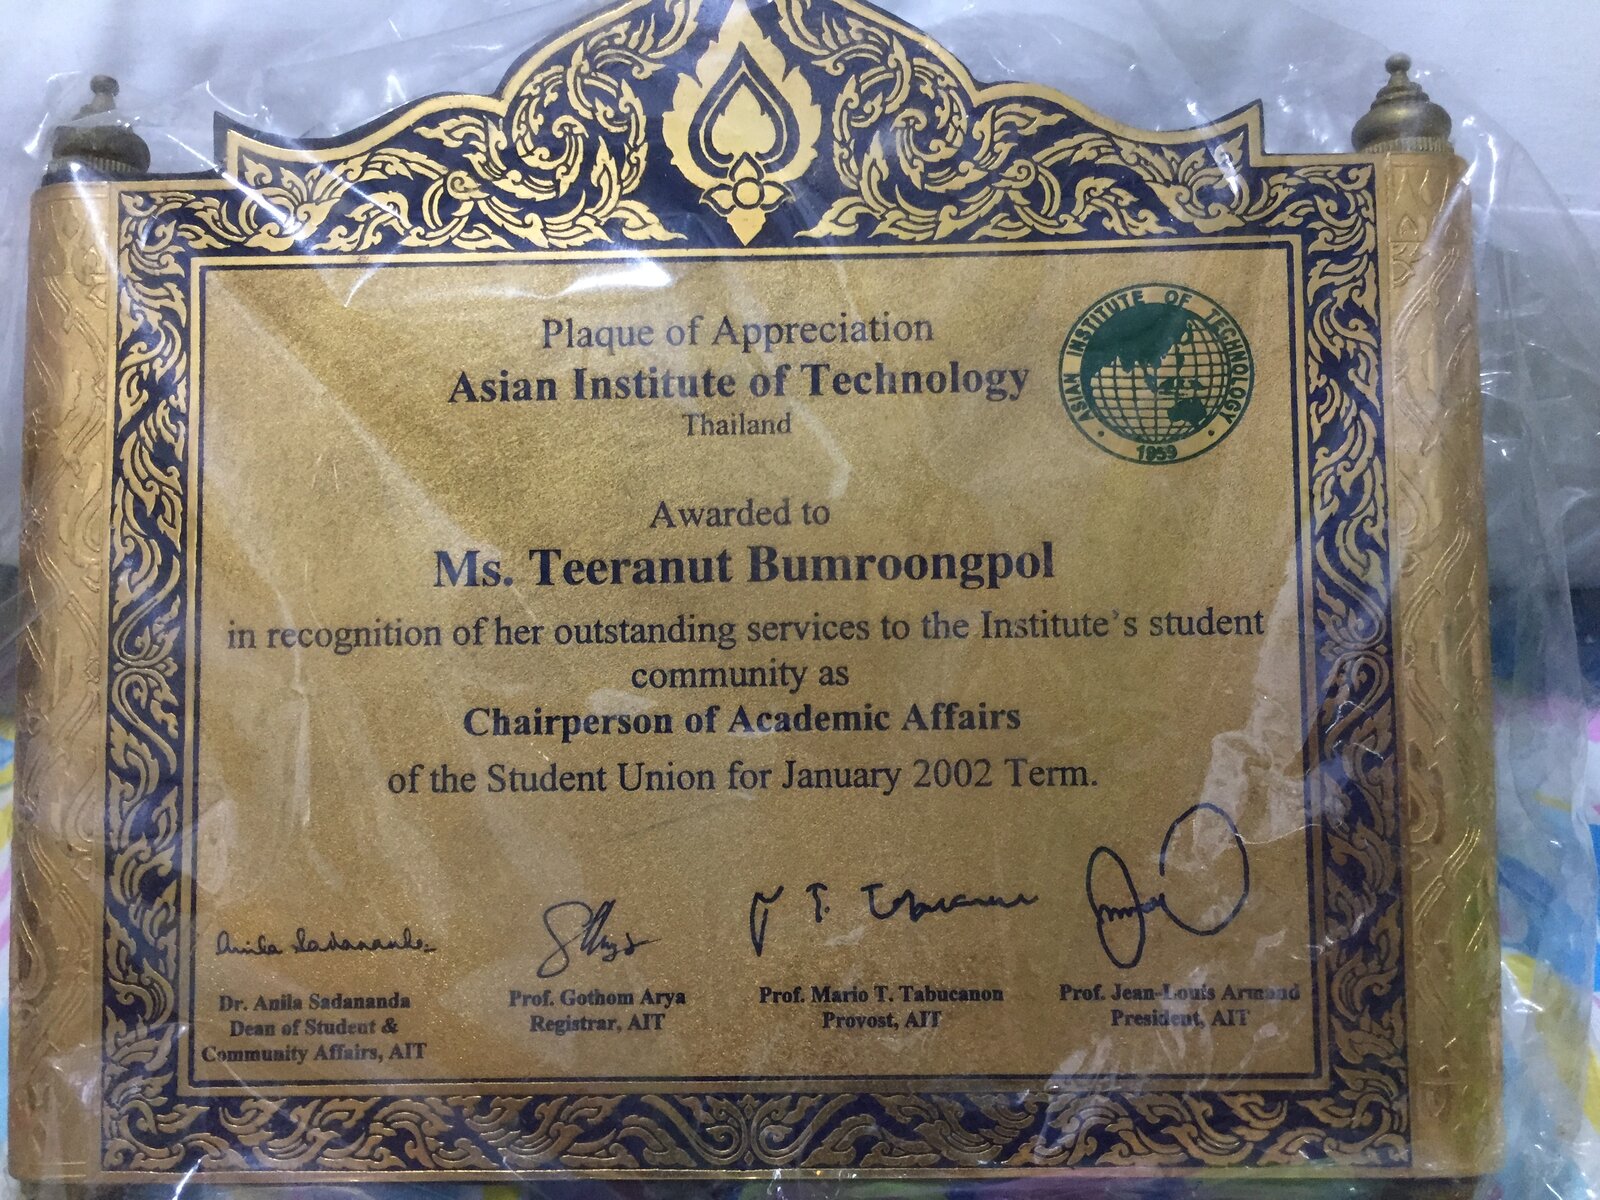 Plaque of Appreciation
Asian Institute of Technology
Thailand
ASIAN INSTITUTE OF TECHNOLOGY
1959
Awarded to
Ms. Teeranut Bumroongpol
in recognition of her outstanding services to the Institute's student
community as
Chairperson of Academic Affairs
of the Student Union for January 2002 Term.
Anila Sadananda
T. Tabucanon
Dr. Anila Sadananda
Dean of Student &
Community Affairs, AIT
Prof. Gothom Arya
Registrar, AIT
Prof. Mario T. Tabucanon
Provost, AIT
Prof. Jean-Louis Armand
President, AIT